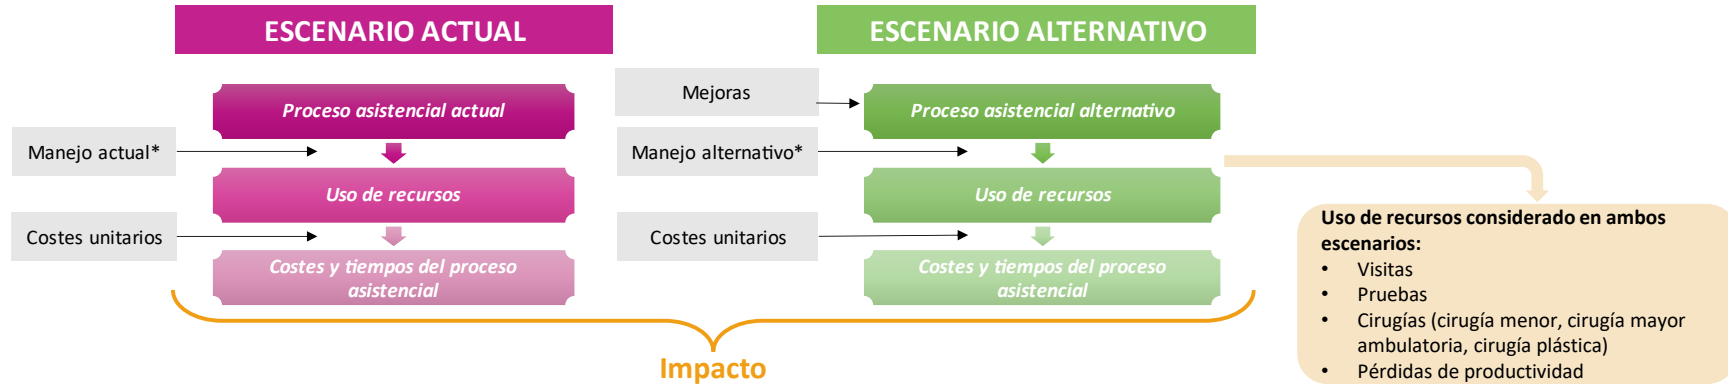 ESCENARIO ACTUAL
Proceso asistencial actual
Manejo actual*
Uso de recursos
Costes unitarios
Costes y tiempos del proceso
asistencial
ESCENARIO ALTERNATIVO
Mejoras
Proceso asistencial alternativo
Manejo alternativo*
Uso de recursos
Costes unitarios
Costes y tiempos del proceso
asistencial
Impacto
Uso de recursos considerado en ambos
escenarios:
• Visitas
• Pruebas
• Cirugías (cirugía menor, cirugía mayor
ambulatoria, cirugía plástica)
• Pérdidas de productividad